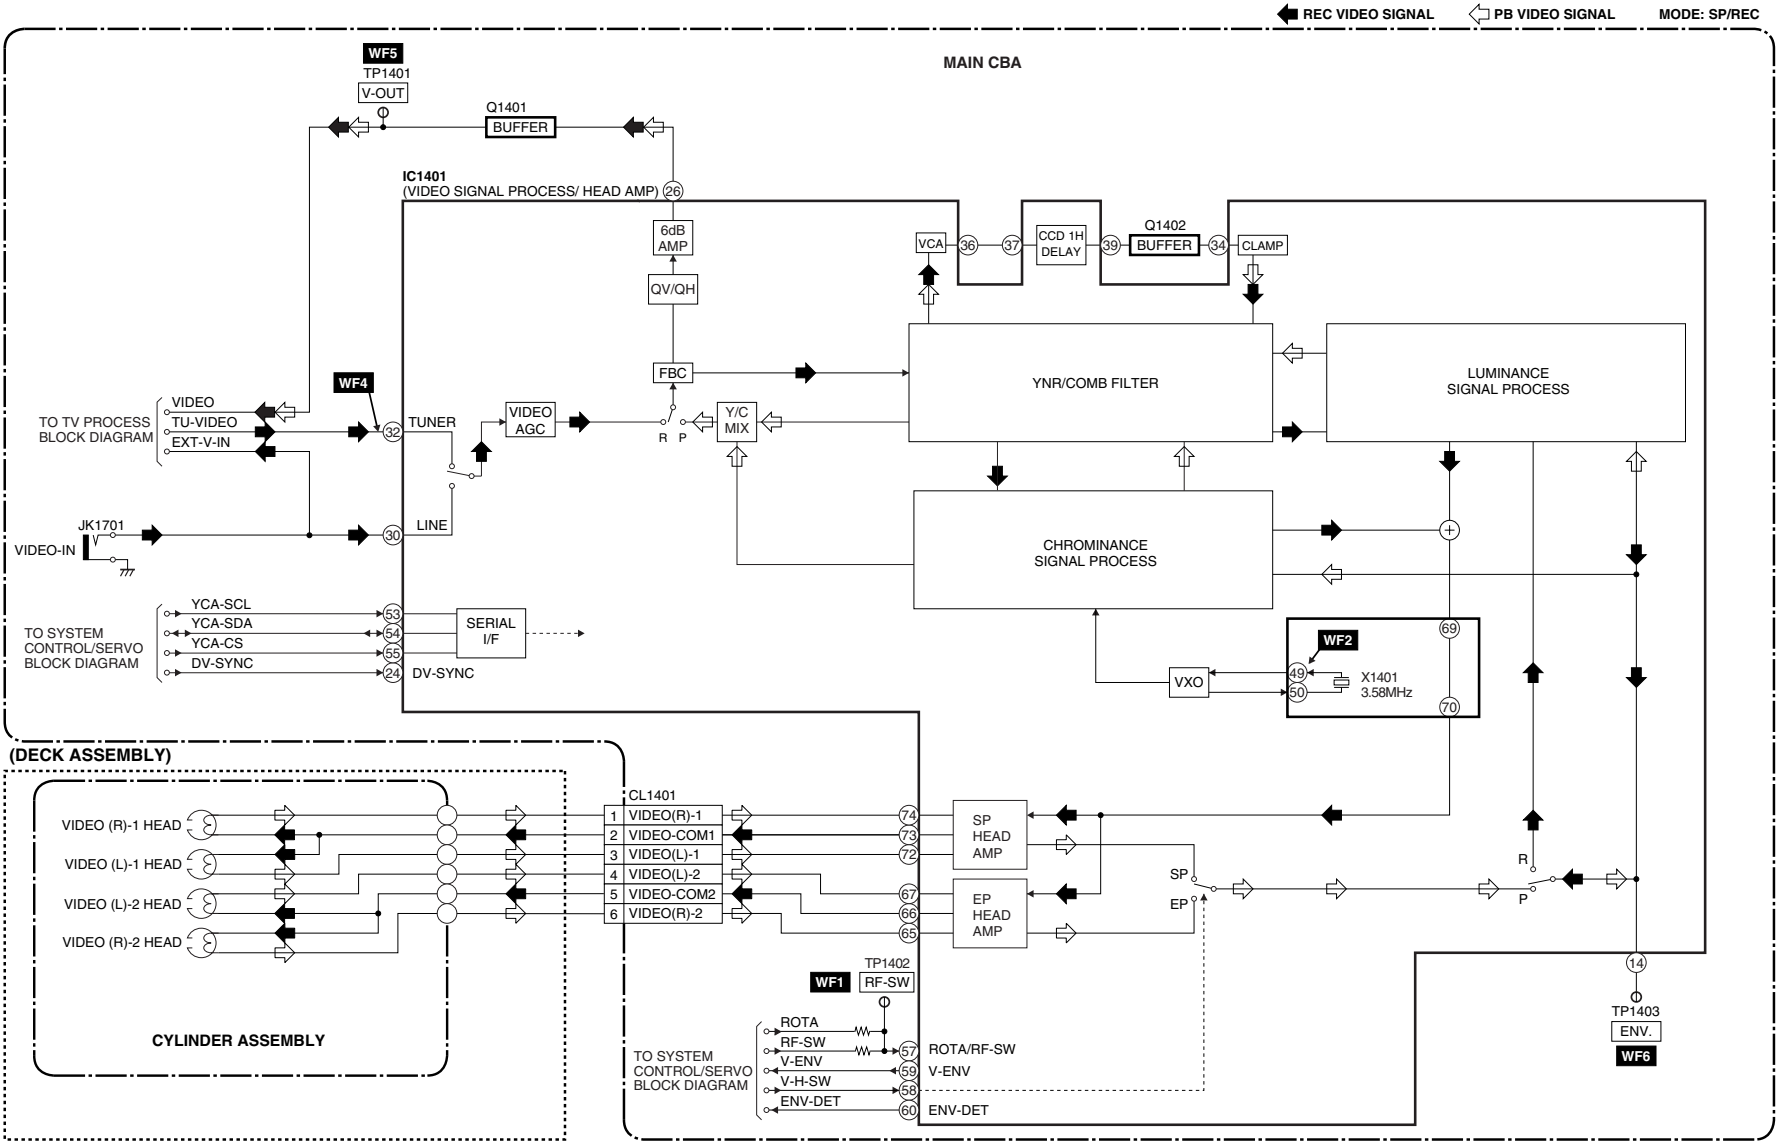 REC VIDEO SIGNAL PB VIDEO SIGNAL MODE: SP/REC
MAIN CBA
WF5
TP1401
V-OUT
Q1401
BUFFER
IC1401
(VIDEO SIGNAL PROCESS/ HEAD AMP)
26
6dB
AMP
QV/QH
FBC
VCA
36
37
CCD 1H
DELAY
39
Q1402
BUFFER
34
CLAMP
YNR/COMB FILTER
LUMINANCE
SIGNAL PROCESS
WF4
TO TV PROCESS
BLOCK DIAGRAM
VIDEO
TU-VIDEO
EXT-V-IN
32
TUNER
VIDEO
AGC
R P
Y/C
MIX
JK1701
VIDEO-IN
30
LINE
CHROMINANCE
SIGNAL PROCESS
+
TO SYSTEM
CONTROL/SERVO
BLOCK DIAGRAM
YCA-SCL
YCA-SDA
YCA-CS
DV-SYNC
53
54
55
24
SERIAL
I/F
DV-SYNC
VXO
WF2
49
50
X1401
3.58MHz
69
70
(DECK ASSEMBLY)
VIDEO (R)-1 HEAD
VIDEO (L)-1 HEAD
VIDEO (L)-2 HEAD
VIDEO (R)-2 HEAD
CYLINDER ASSEMBLY
CL1401
1 VIDEO(R)-1
2 VIDEO-COM1
3 VIDEO(L)-1
4 VIDEO(L)-2
5 VIDEO-COM2
6 VIDEO(R)-2
74
73
72
67
66
65
SP
HEAD
AMP
EP
HEAD
AMP
SP
EP
R
P
14
TP1403
ENV.
WF6
TP1402
WF1
RF-SW
TO SYSTEM
CONTROL/SERVO
BLOCK DIAGRAM
ROTA
RF-SW
V-ENV
V-H-SW
ENV-DET
57
59
58
60
ROTA/RF-SW
V-ENV
ENV-DET